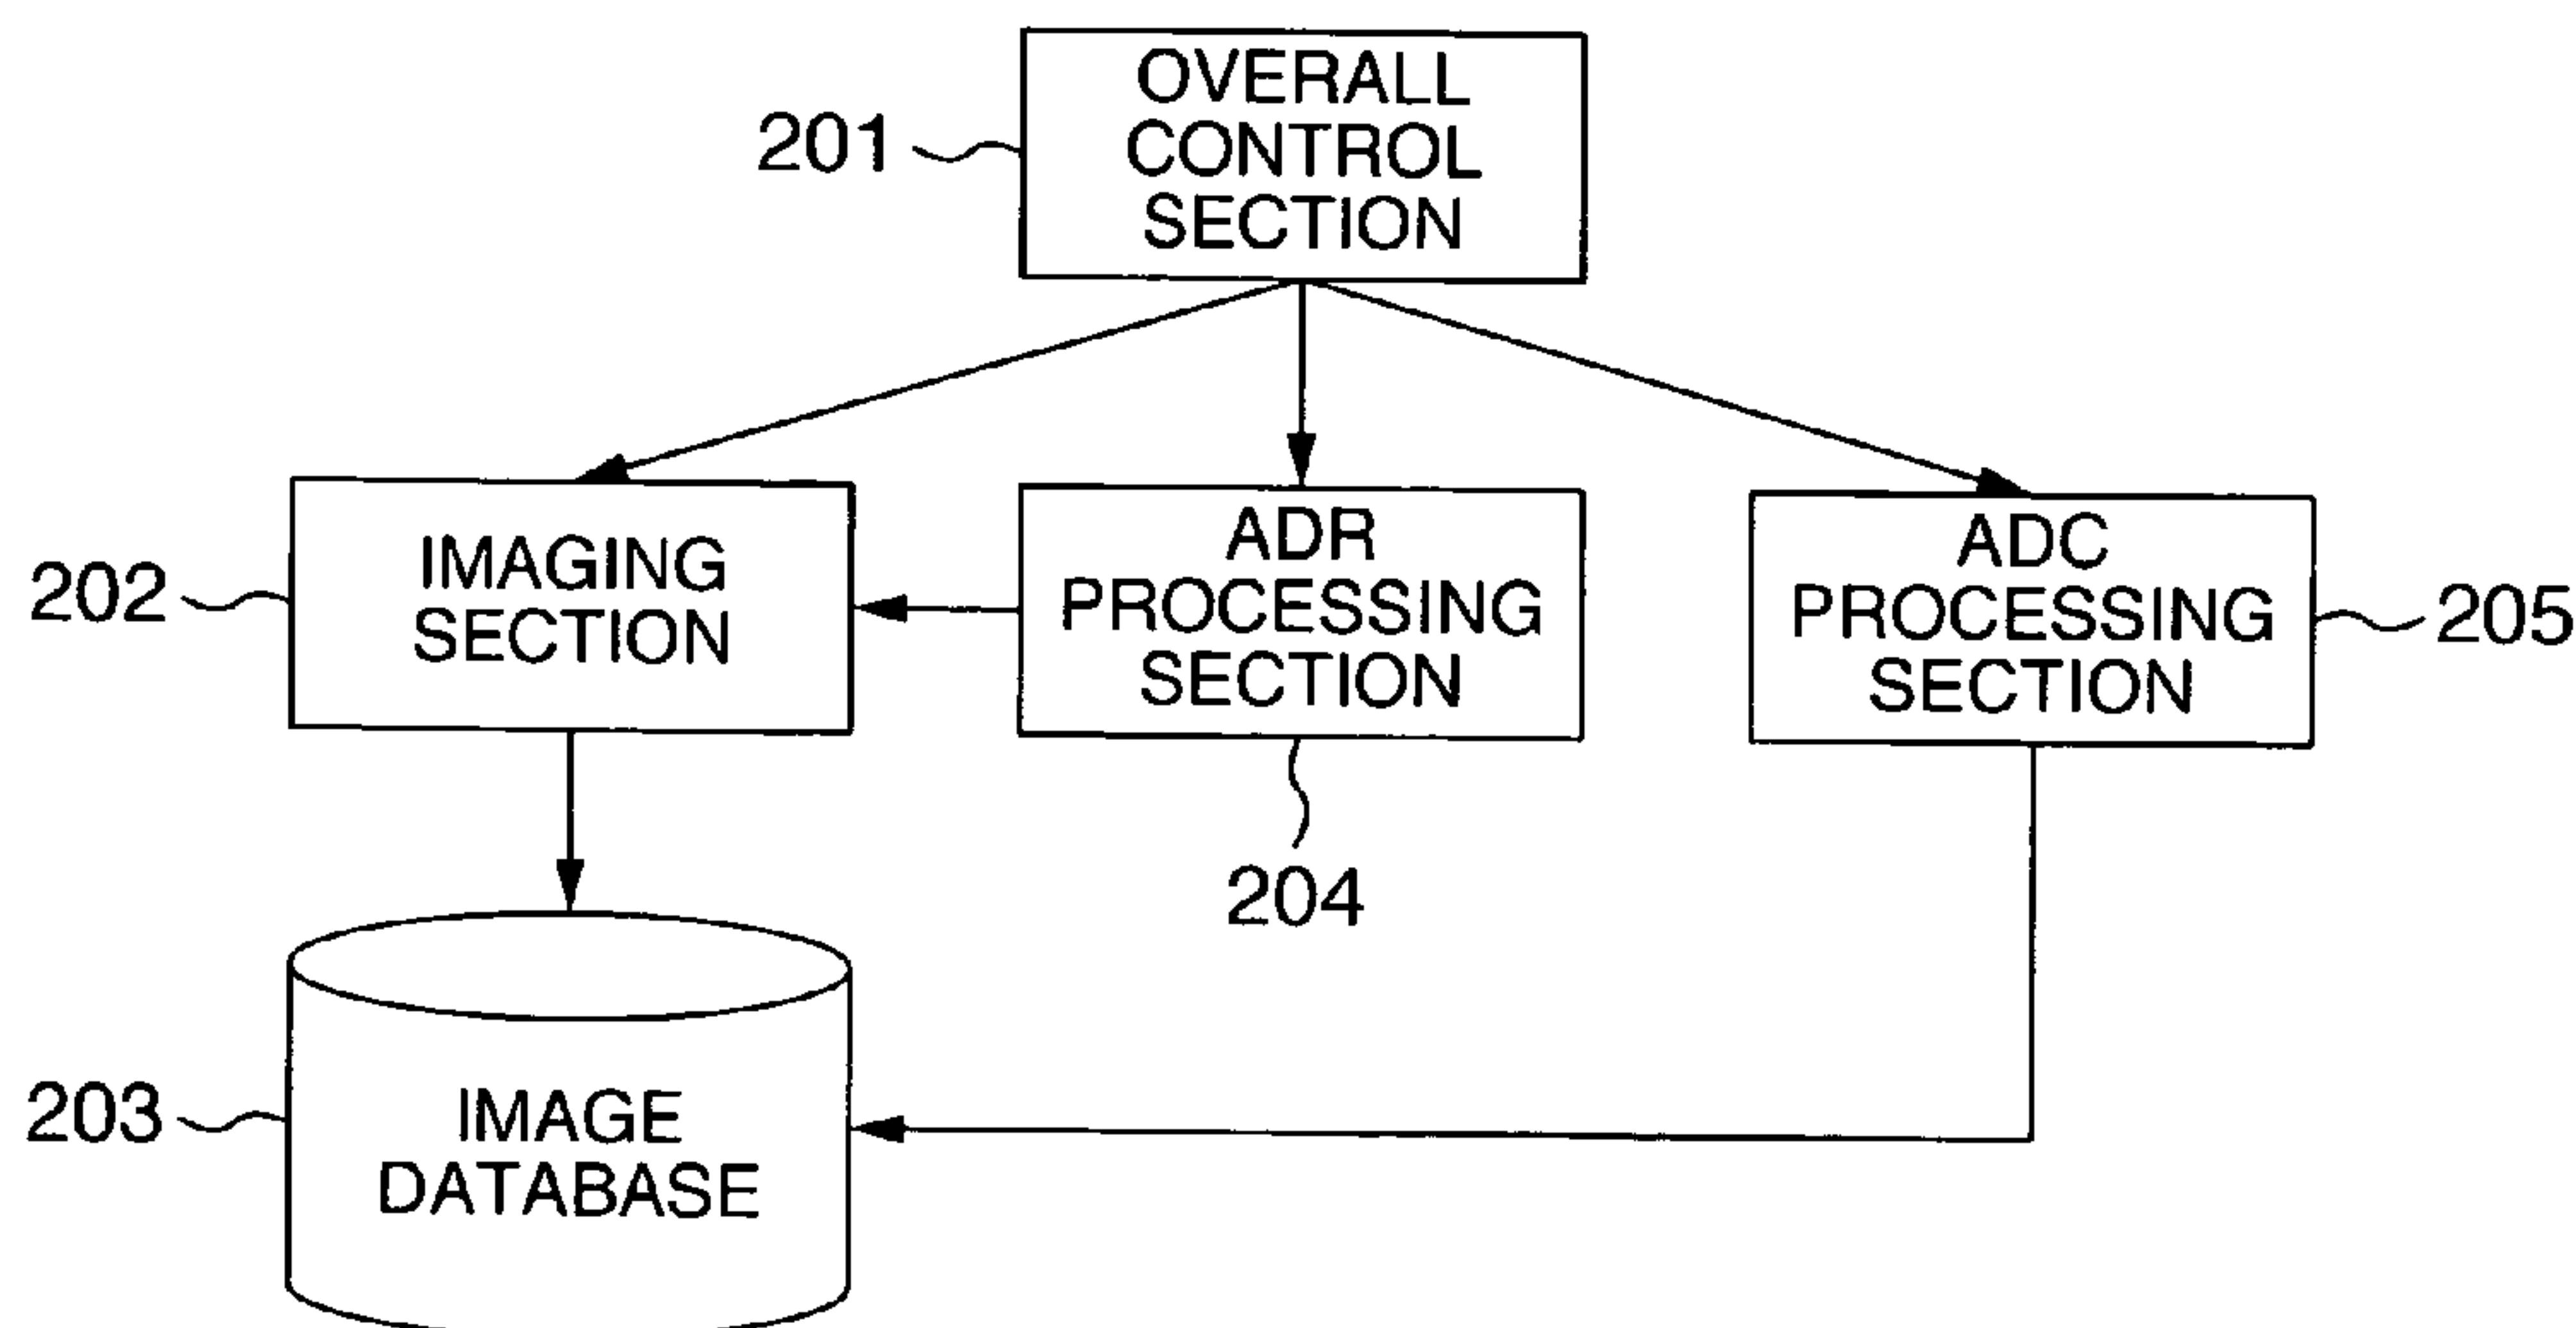 OVERALL
CONTROL
SECTION
201
IMAGING
SECTION
202
ADR
PROCESSING
SECTION
204
ADC
PROCESSING
SECTION
205
IMAGE
DATABASE
203